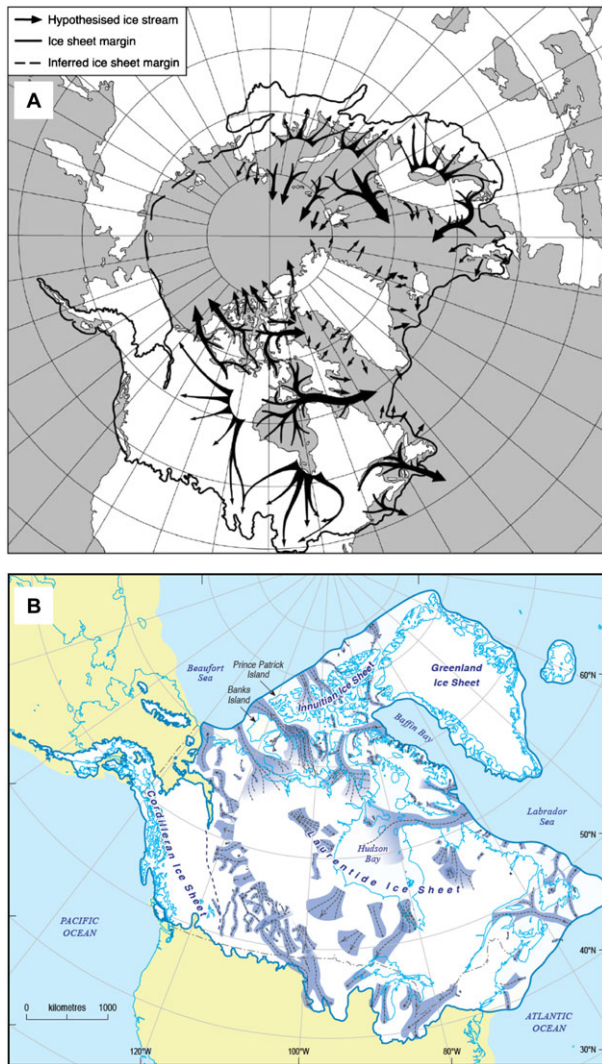 Hypothesised ice stream
Ice sheet margin
Inferred ice sheet margin
A
B
Beaufort
Sea
Prince Patrick
Island
Banks
Island
Innuitian Ice Sheet
Greenland
Ice Sheet
60°N
Baffin Bay
Labrador
Sea
50°N
Cordilleran Ice Sheet
Hudson
Bay
Laurentide Ice Sheet
PACIFIC
OCEAN
40°N
0 kilometres 1000
ATLANTIC
OCEAN
30°N
120°W
100°W
80°W